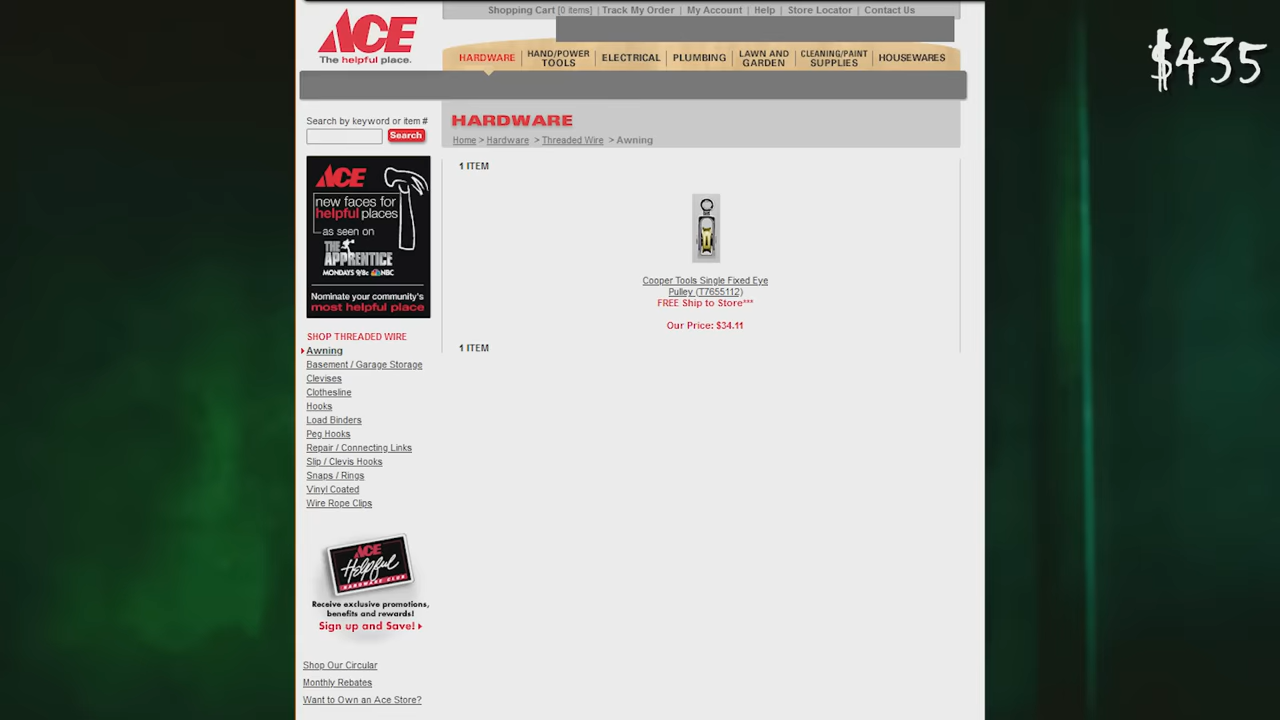 $435
ACE
The helpful place.
Shopping Cart [0 items] | Track My Order | My Account | Help | Store Locator | Contact Us
HARDWARE
HAND/POWER TOOLS
ELECTRICAL
PLUMBING
LAWN AND GARDEN
CLEANING/PAINT SUPPLIES
HOUSEWARES
Search by keyword or item #
Search
HARDWARE
Home > Hardware > Threaded Wire > Awning
1 ITEM
Cooper Tools Single Fixed Eye
Pulley (T7655112)
FREE Ship to Store***
Our Price: $34.11
1 ITEM
ACE
new faces for
helpful places
as seen on
THE
APPRENTICE
MONDAYS 9/8c NBC
Nominate your community's
most helpful place
SHOP THREADED WIRE
Awning
Basement / Garage Storage
Clevises
Clothesline
Hooks
Load Binders
Peg Hooks
Repair / Connecting Links
Slip / Clevis Hooks
Snaps / Rings
Vinyl Coated
Wire Rope Clips
ACE
Helpful
HARDWARE CLUB
Receive exclusive promotions,
benefits and rewards!
Sign up and Save!
Shop Our Circular
Monthly Rebates
Want to Own an Ace Store?